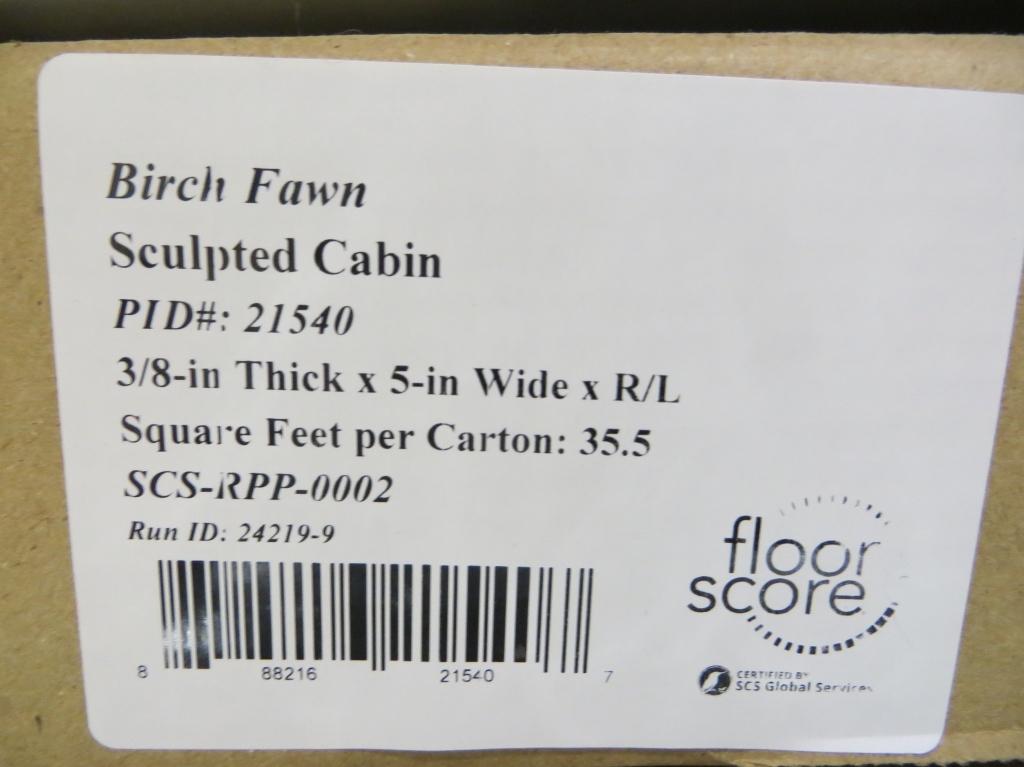 Birch Fawn
Sculpted Cabin
PID#: 21540
3/8-in Thick x 5-in Wide x R/L
Square Feet per Carton: 35.5
SCS-RPP-0002
Run ID: 24219-9
8 88216 21540 7
floor
score
CERTIFIED BY
SCS Global Services